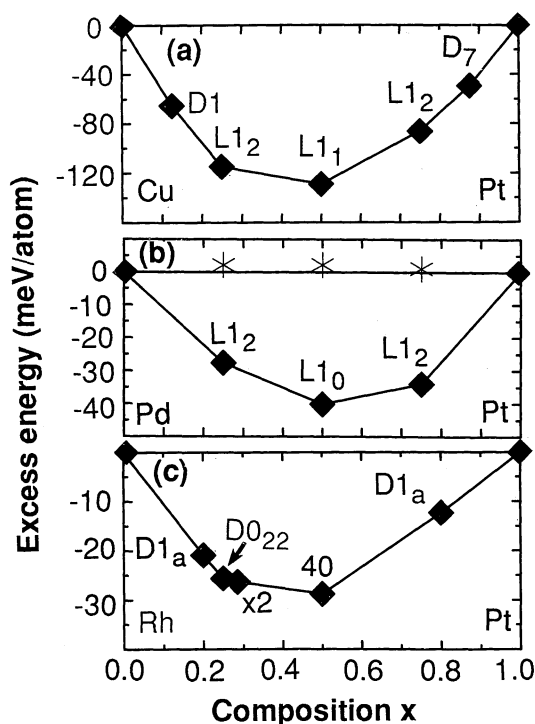 Excess energy (meV/atom)
0
-40
-80
-120
(a)
D1
L1₂
L1₁
L1₂
D₇
Cu
Pt
0
-10
-20
-30
-40
(b)
L1₂
L1₀
L1₂
Pd
Pt
-10
-20
-30
(c)
D1ₐ
D0₂₂
x2
40
D1ₐ
Rh
Pt
0.0 0.2 0.4 0.6 0.8 1.0
Composition x